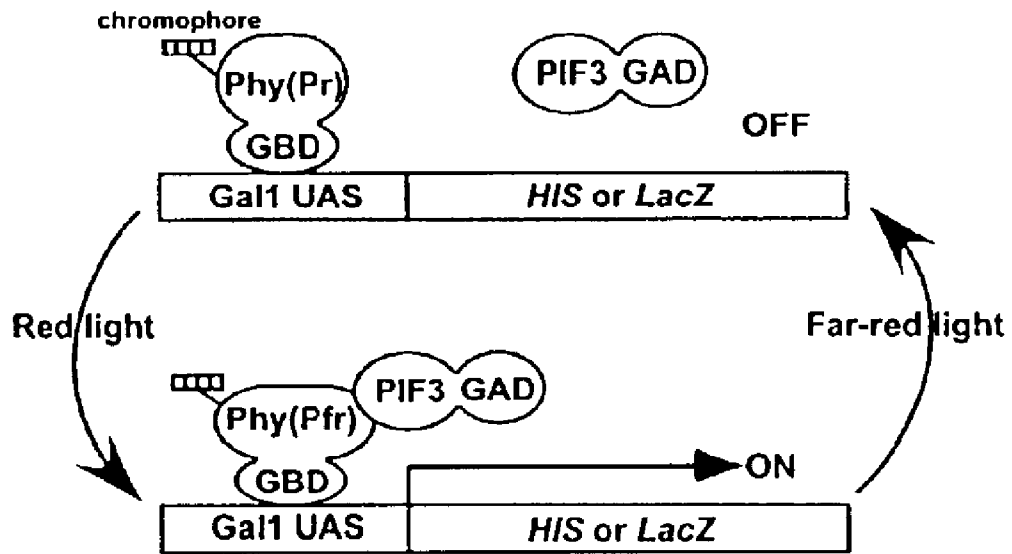 chromophore
Phy(Pr)
GBD
PIF3 GAD
OFF
Gal1 UAS
HIS or LacZ
Red light
Far-red light
Phy(Pfr)
GBD
PIF3 GAD
ON
Gal1 UAS
HIS or LacZ